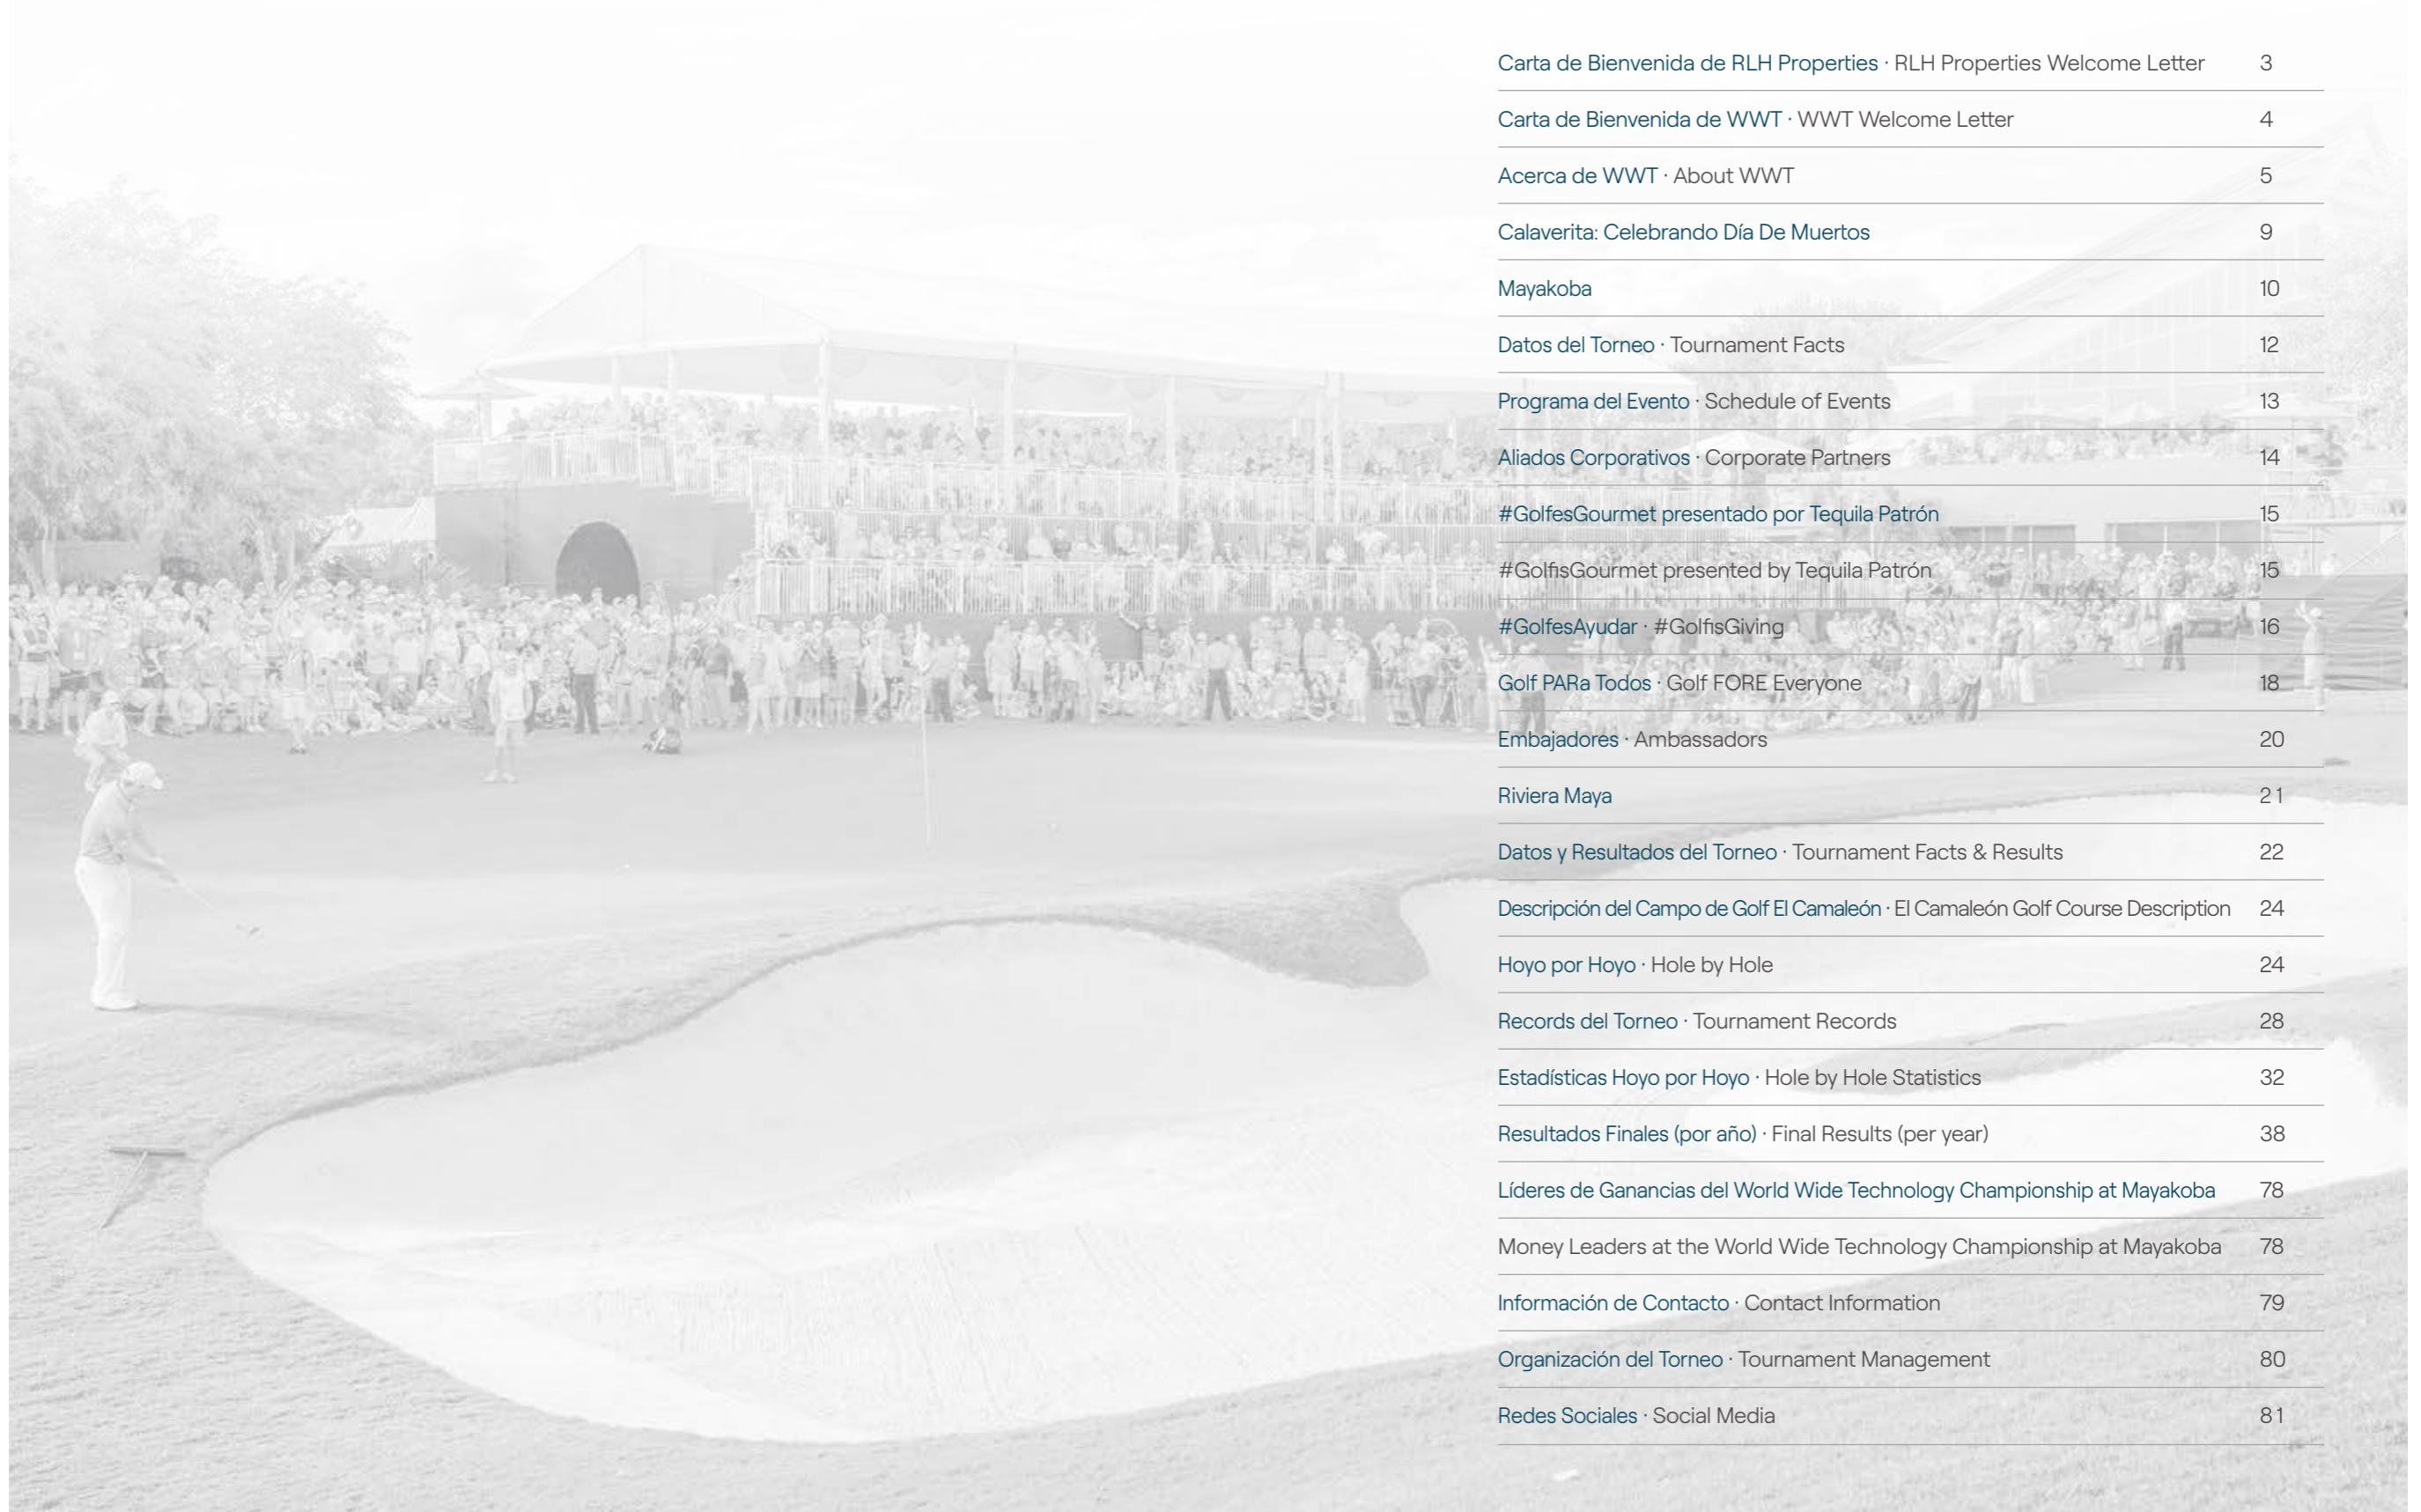 Carta de Bienvenida de RLH Properties · RLH Properties Welcome Letter 3
Carta de Bienvenida de WWT · WWT Welcome Letter 4
Acerca de WWT · About WWT 5
Calaverita: Celebrando Día De Muertos 9
Mayakoba 10
Datos del Torneo · Tournament Facts 12
Programa del Evento · Schedule of Events 13
Aliados Corporativos · Corporate Partners 14
#GolfesGourmet presentado por Tequila Patrón 15
#GolfisGourmet presented by Tequila Patrón 15
#GolfesAyudar · #GolfisGiving 16
Golf PARa Todos · Golf FORE Everyone 18
Embajadores · Ambassadors 20
Riviera Maya 21
Datos y Resultados del Torneo · Tournament Facts & Results 22
Descripción del Campo de Golf El Camaleón · El Camaleón Golf Course Description 24
Hoyo por Hoyo · Hole by Hole 24
Records del Torneo · Tournament Records 28
Estadísticas Hoyo por Hoyo · Hole by Hole Statistics 32
Resultados Finales (por año) · Final Results (per year) 38
Líderes de Ganancias del World Wide Technology Championship at Mayakoba 78
Money Leaders at the World Wide Technology Championship at Mayakoba 78
Información de Contacto · Contact Information 79
Organización del Torneo · Tournament Management 80
Redes Sociales · Social Media 81